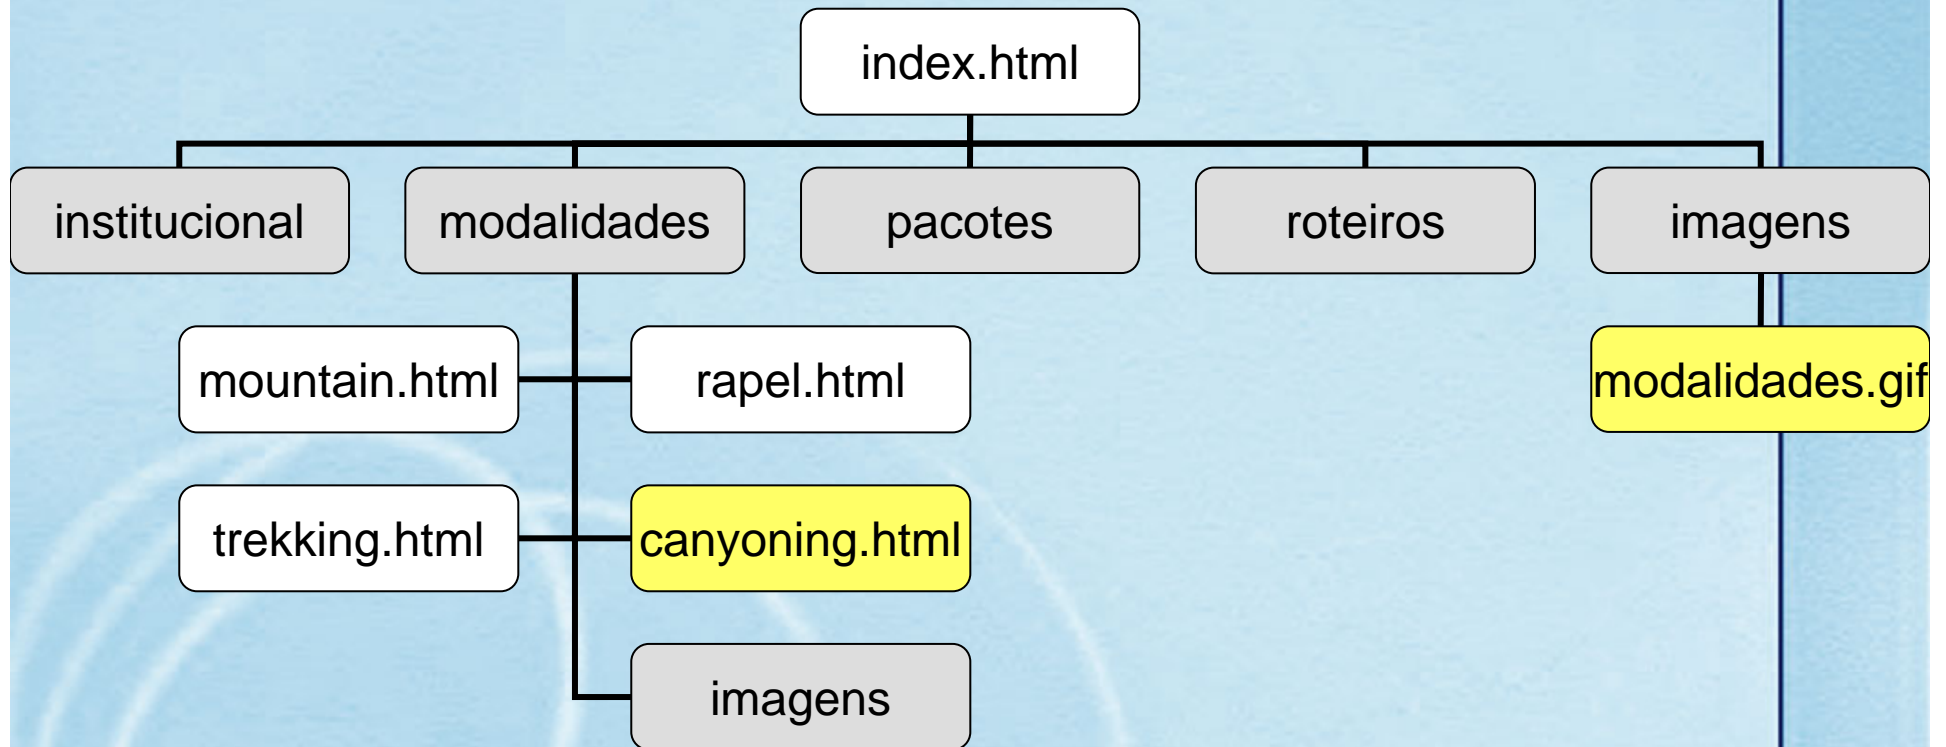 index.html
institucional
modalidades
pacotes
roteiros
imagens
mountain.html
rapel.html
modalidades.gif
trekking.html
canyoning.html
imagens